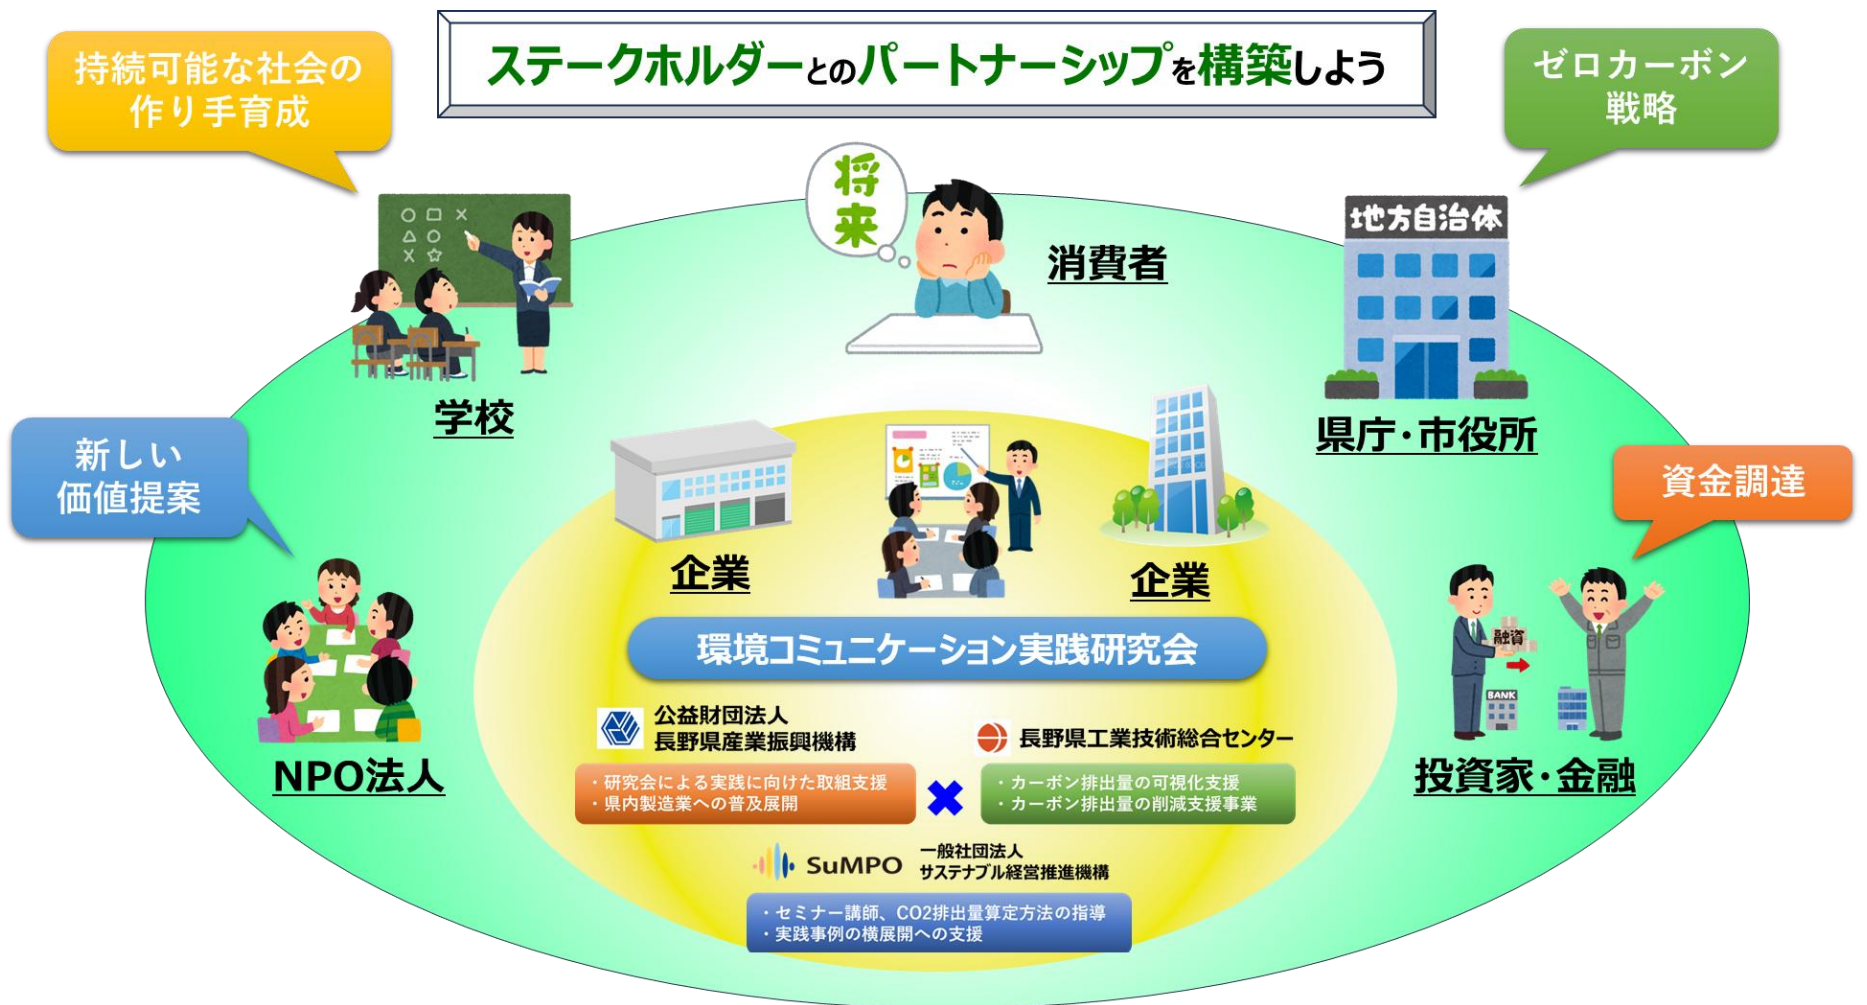 ステークホルダーとのパートナーシップを構築しよう
持続可能な社会の
作り手育成
ゼロカーボン
戦略
将
来
消費者
地方自治体
学校
県庁・市役所
新しい
価値提案
資金調達
企業
企業
融資
BANK
環境コミュニケーション実践研究会
NPO法人
投資家・金融
公益財団法人
長野県産業振興機構
長野県工業技術総合センター
・研究会による実践に向けた取組支援
・県内製造業への普及展開
・カーボン排出量の可視化支援
・カーボン排出量の削減支援事業
SuMPO
一般社団法人
サステナブル経営推進機構
・セミナー講師、CO2排出量算定方法の指導
・実践事例の横展開への支援